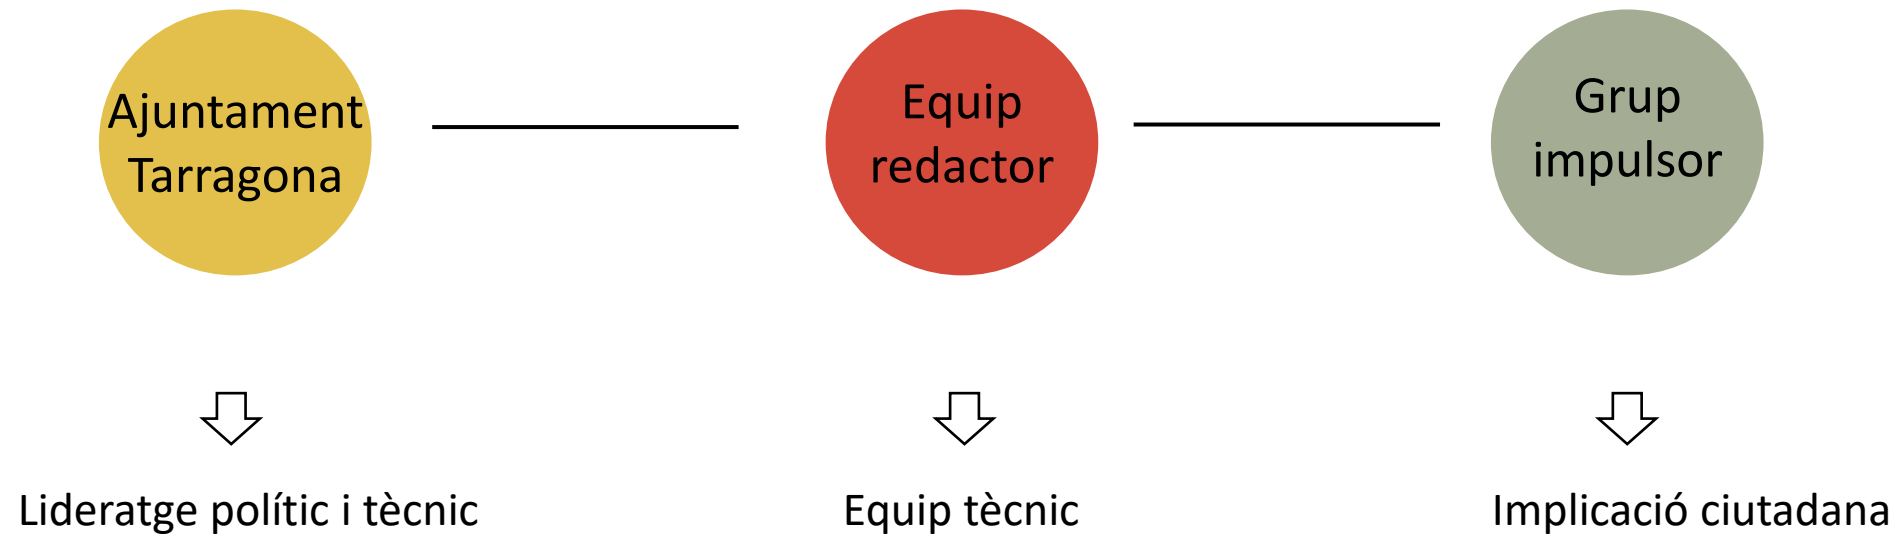 Ajuntament
Tarragona
Equip
redactor
Grup
impulsor
Lideratge polític i tècnic
Equip tècnic
Implicació ciutadana